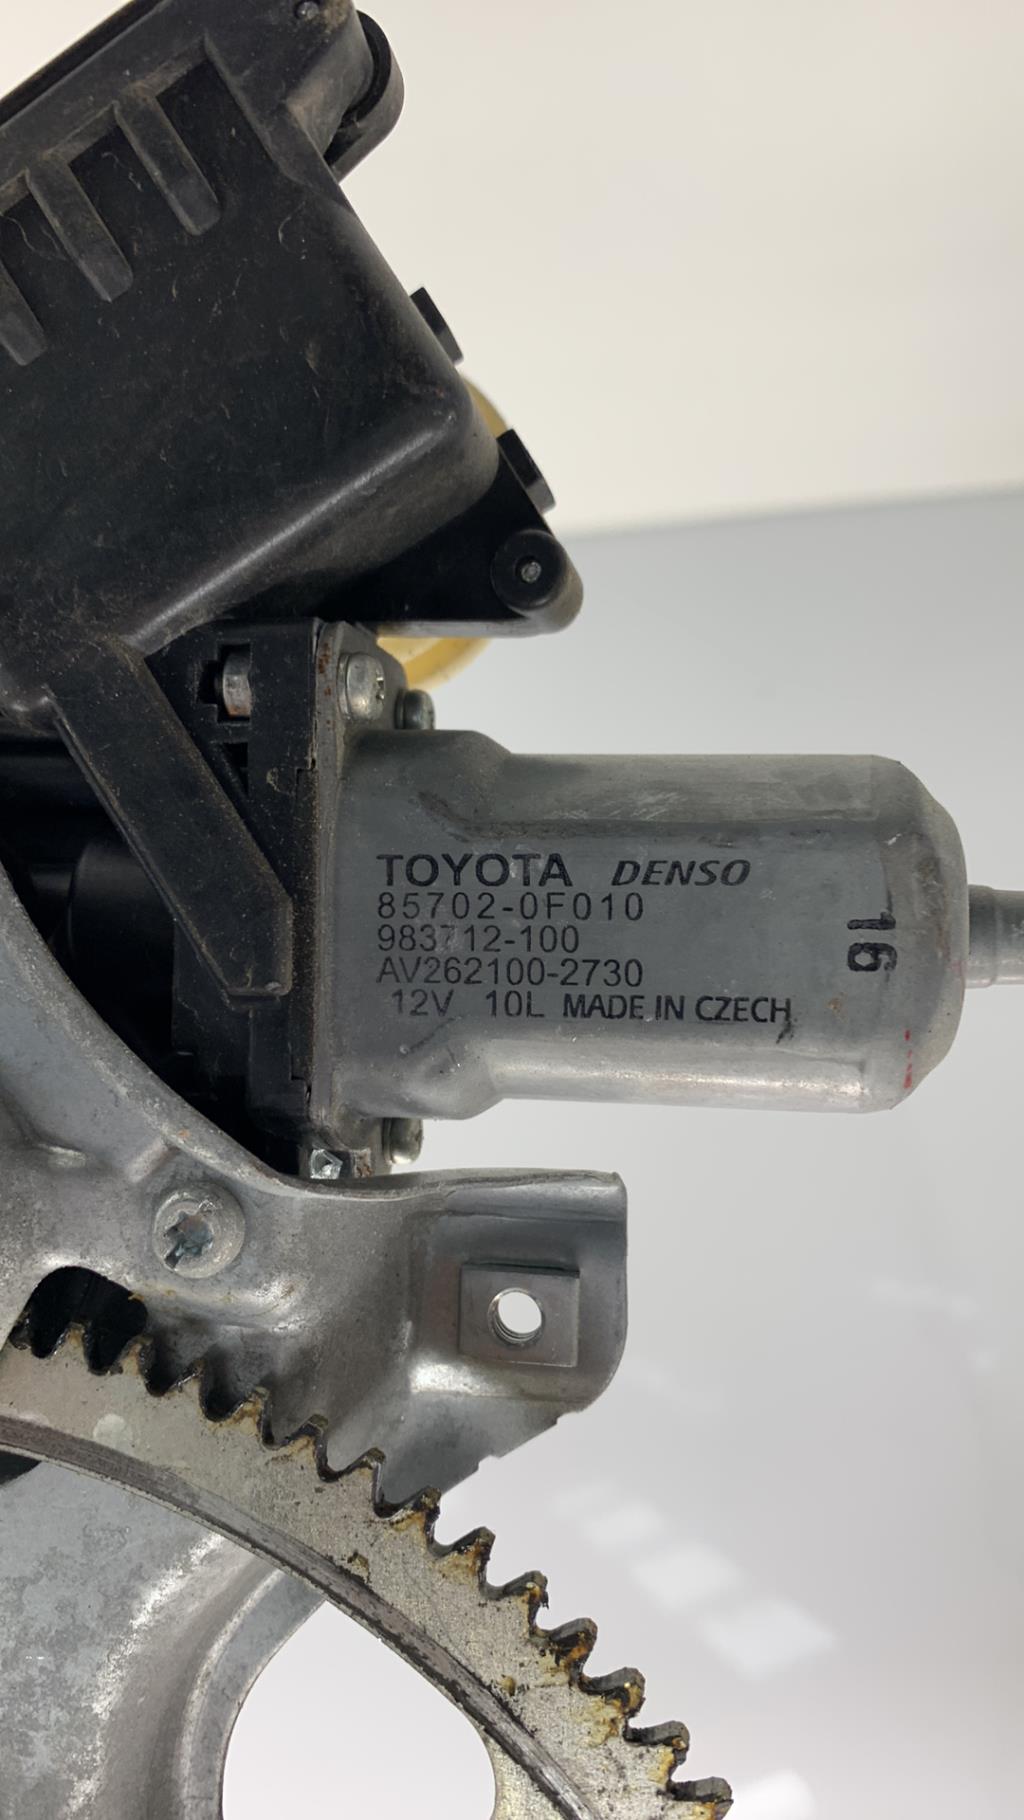 TOYOTA DENSO
85702-0F010
983712-100
AV262100-2730
12V 10L MADE IN CZECH
16